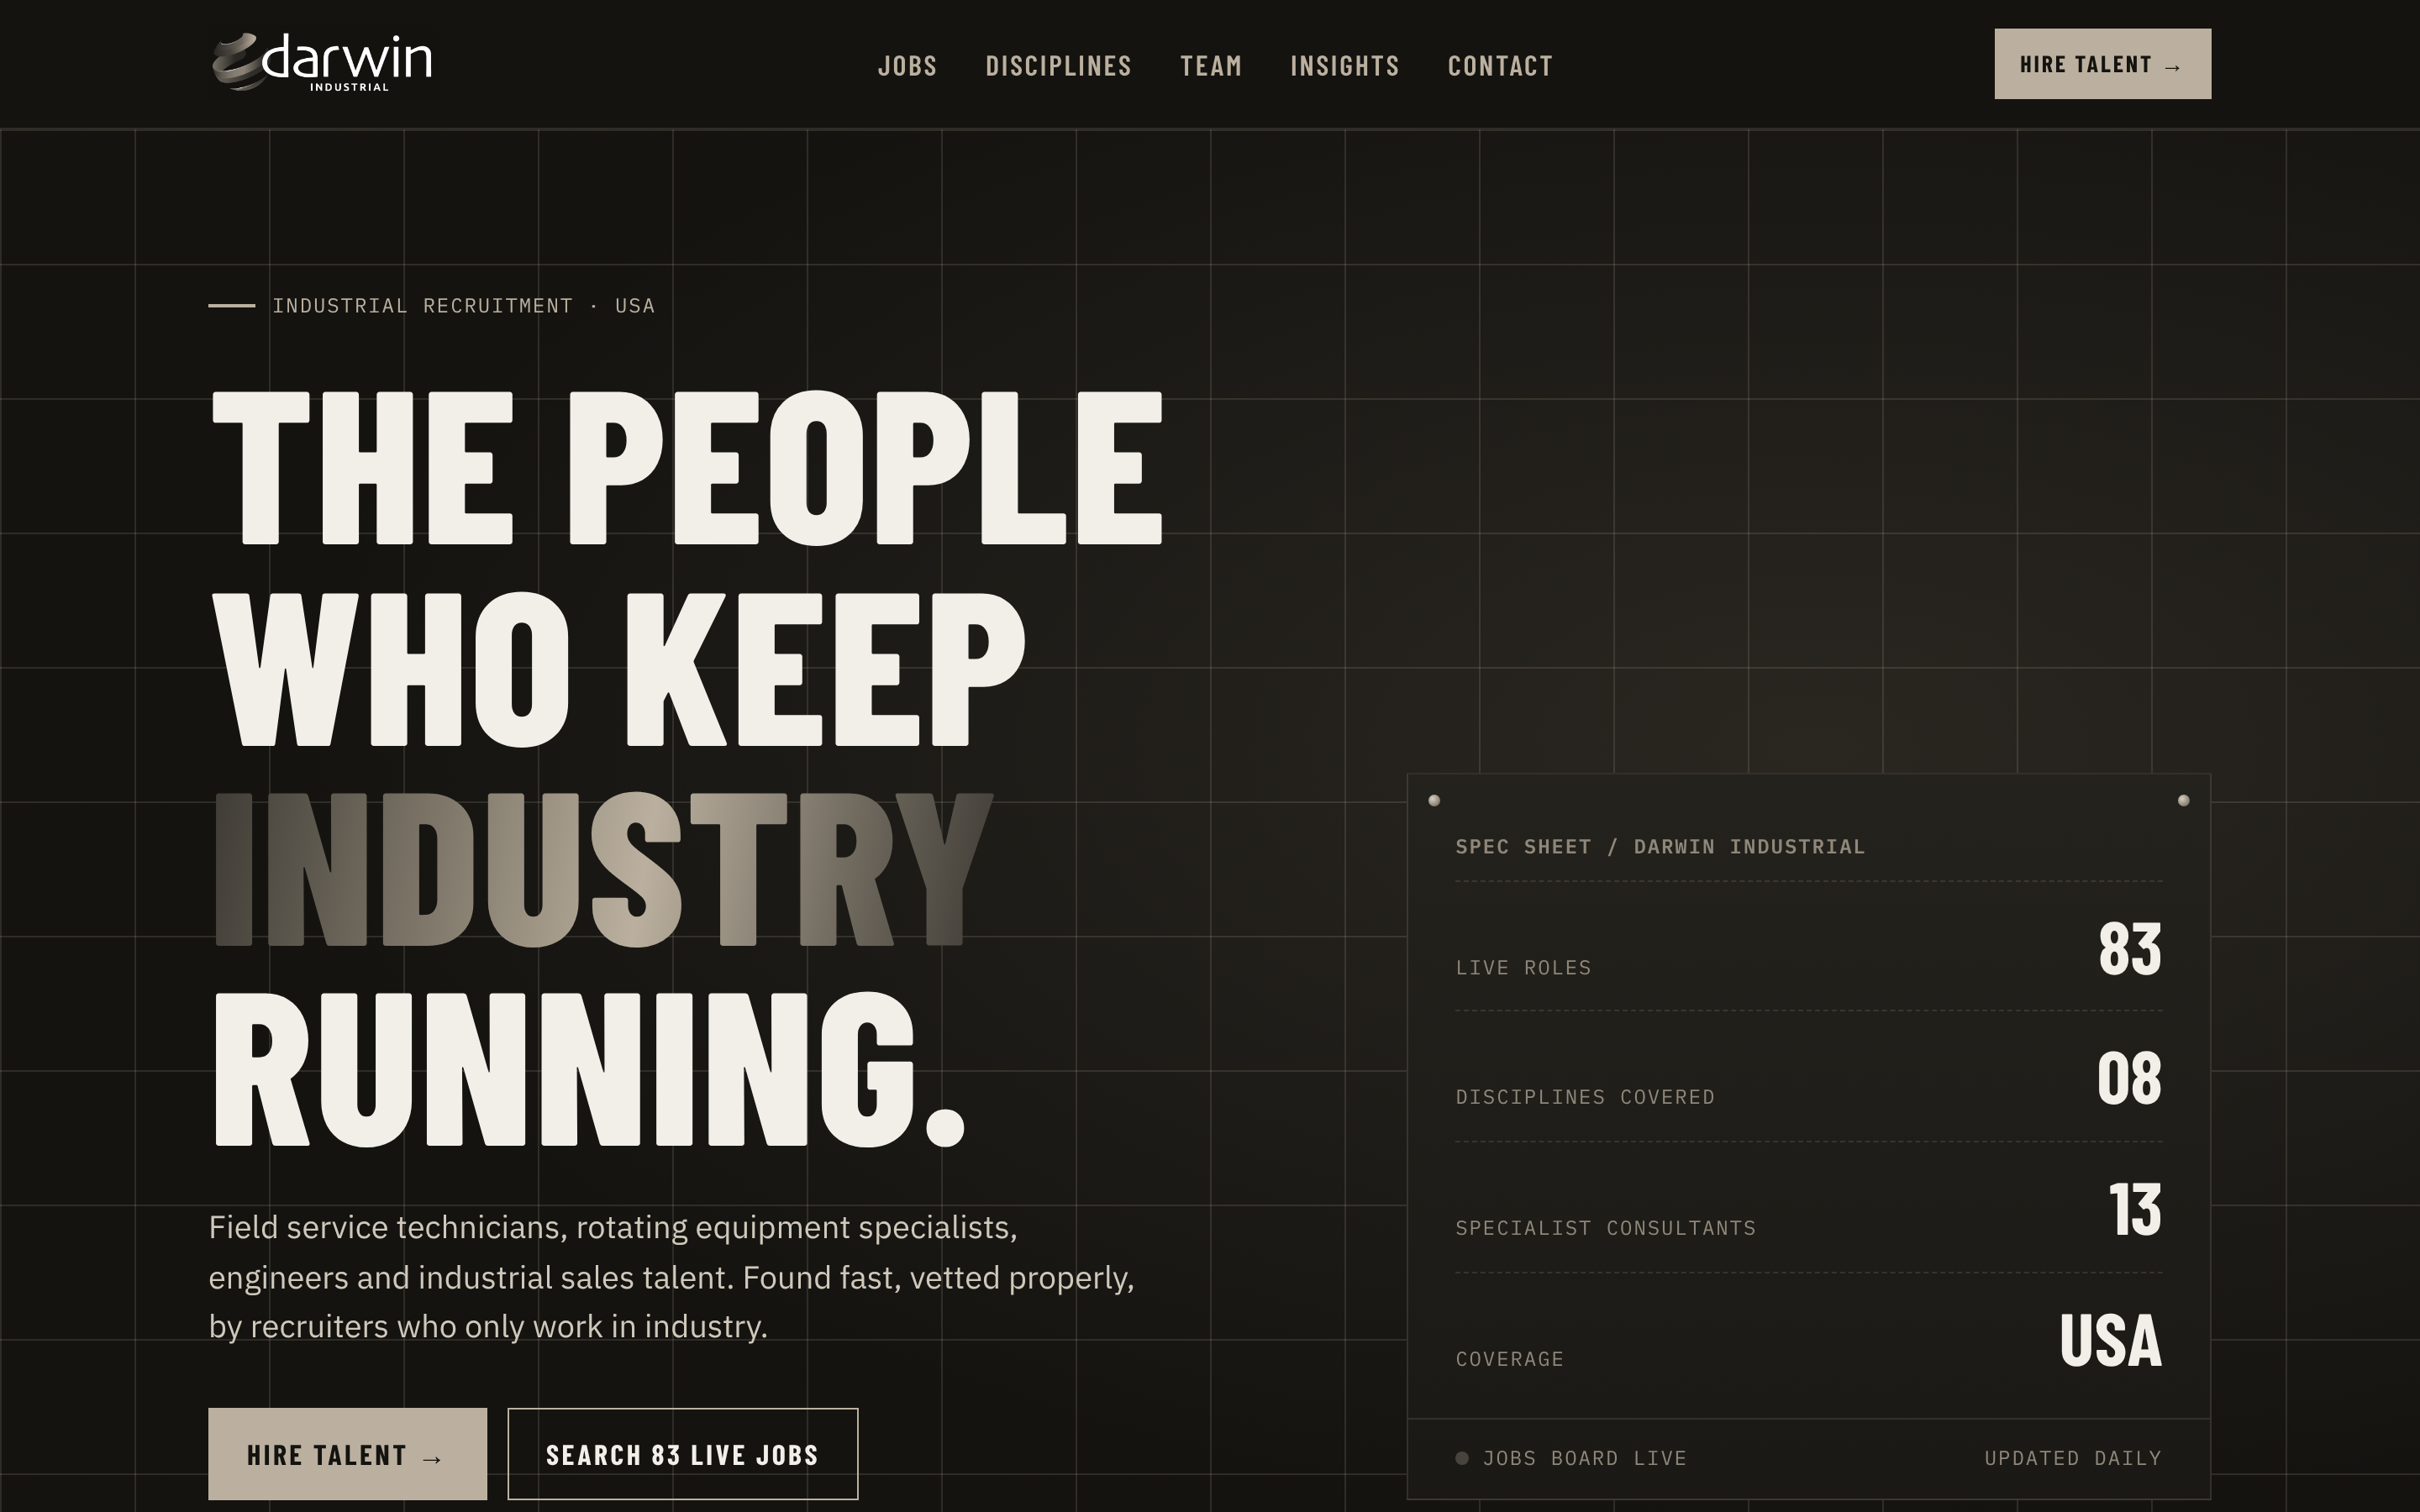 darwin
INDUSTRIAL
JOBS DISCIPLINES TEAM INSIGHTS CONTACT
HIRE TALENT →
INDUSTRIAL RECRUITMENT · USA
THE PEOPLE
WHO KEEP
INDUSTRY
RUNNING.
Field service technicians, rotating equipment specialists,
engineers and industrial sales talent. Found fast, vetted properly,
by recruiters who only work in industry.
HIRE TALENT →
SEARCH 83 LIVE JOBS
SPEC SHEET / DARWIN INDUSTRIAL
LIVE ROLES 83
DISCIPLINES COVERED 08
SPECIALIST CONSULTANTS 13
COVERAGE USA
JOBS BOARD LIVE UPDATED DAILY